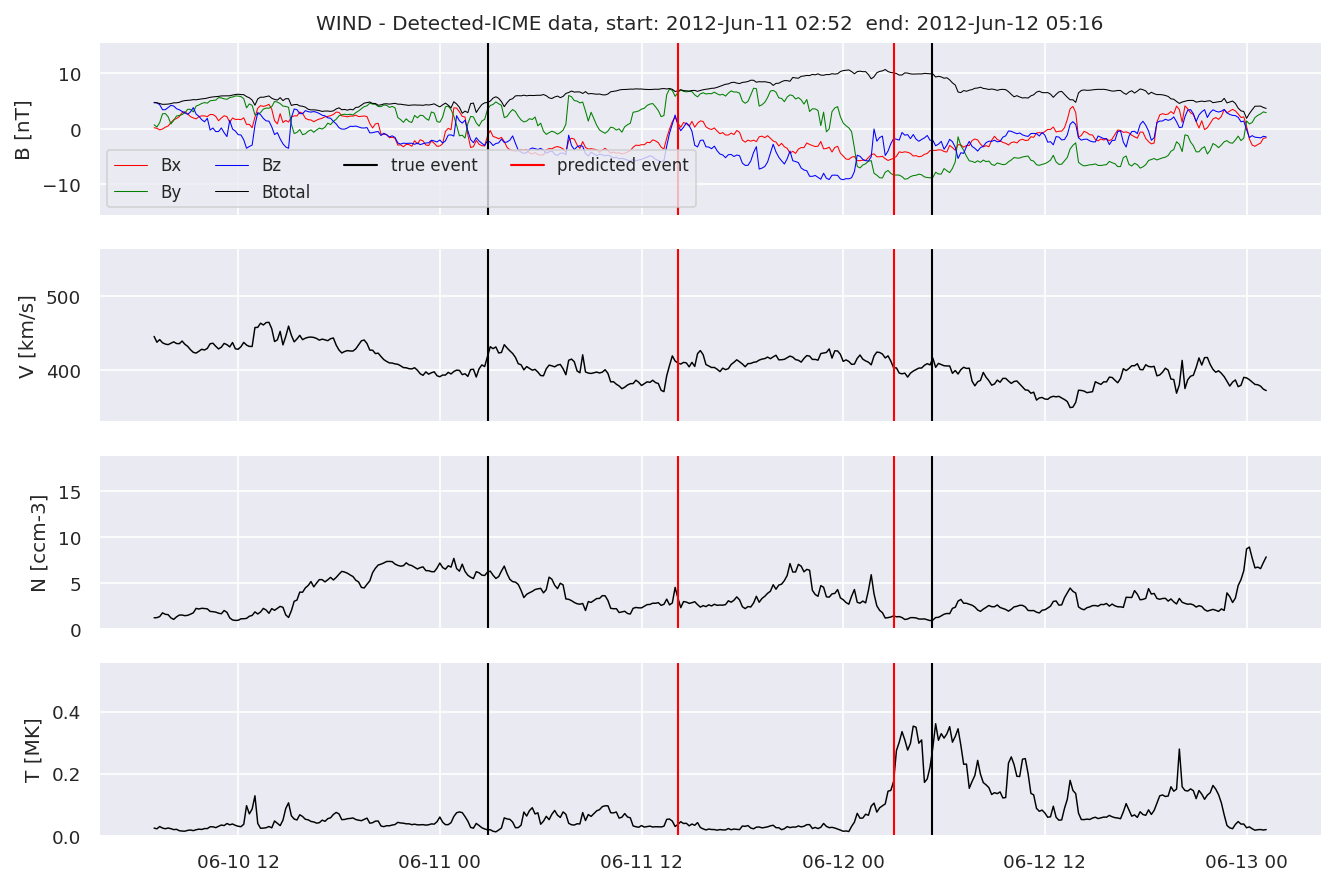 WIND - Detected-ICME data, start: 2012-Jun-11 02:52  end: 2012-Jun-12 05:16
B [nT]
10
0
−10
Bx Bz true event predicted event
By Btotal
V [km/s]
500
400
N [ccm-3]
15
10
5
0
T [MK]
0.4
0.2
0.0
06-10 12 06-11 00 06-11 12 06-12 00 06-12 12 06-13 00